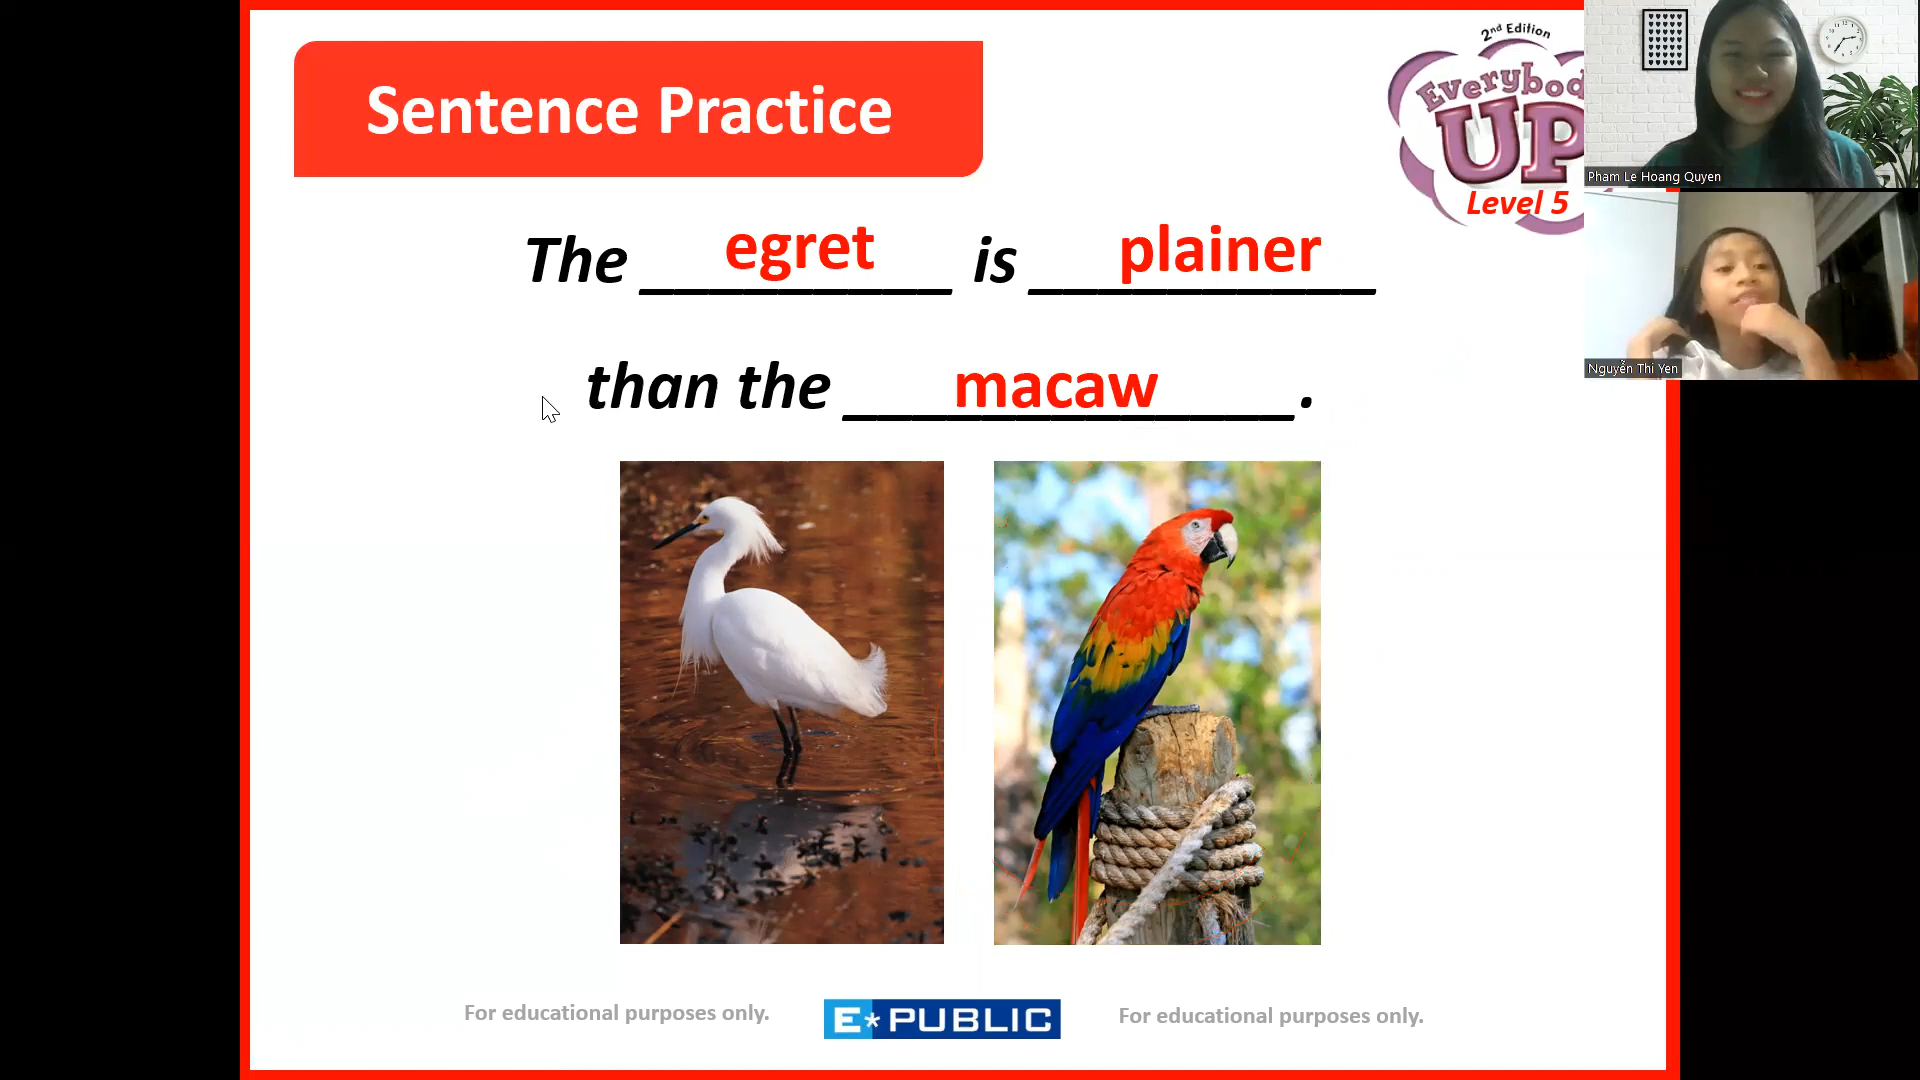 Sentence Practice
2nd Edition
Everybody
UP
Level 5
The egret is plainer
than the macaw.
For educational purposes only.
E*PUBLIC
For educational purposes only.
Pham Le Hoang Quyen
Nguyễn Thi Yen